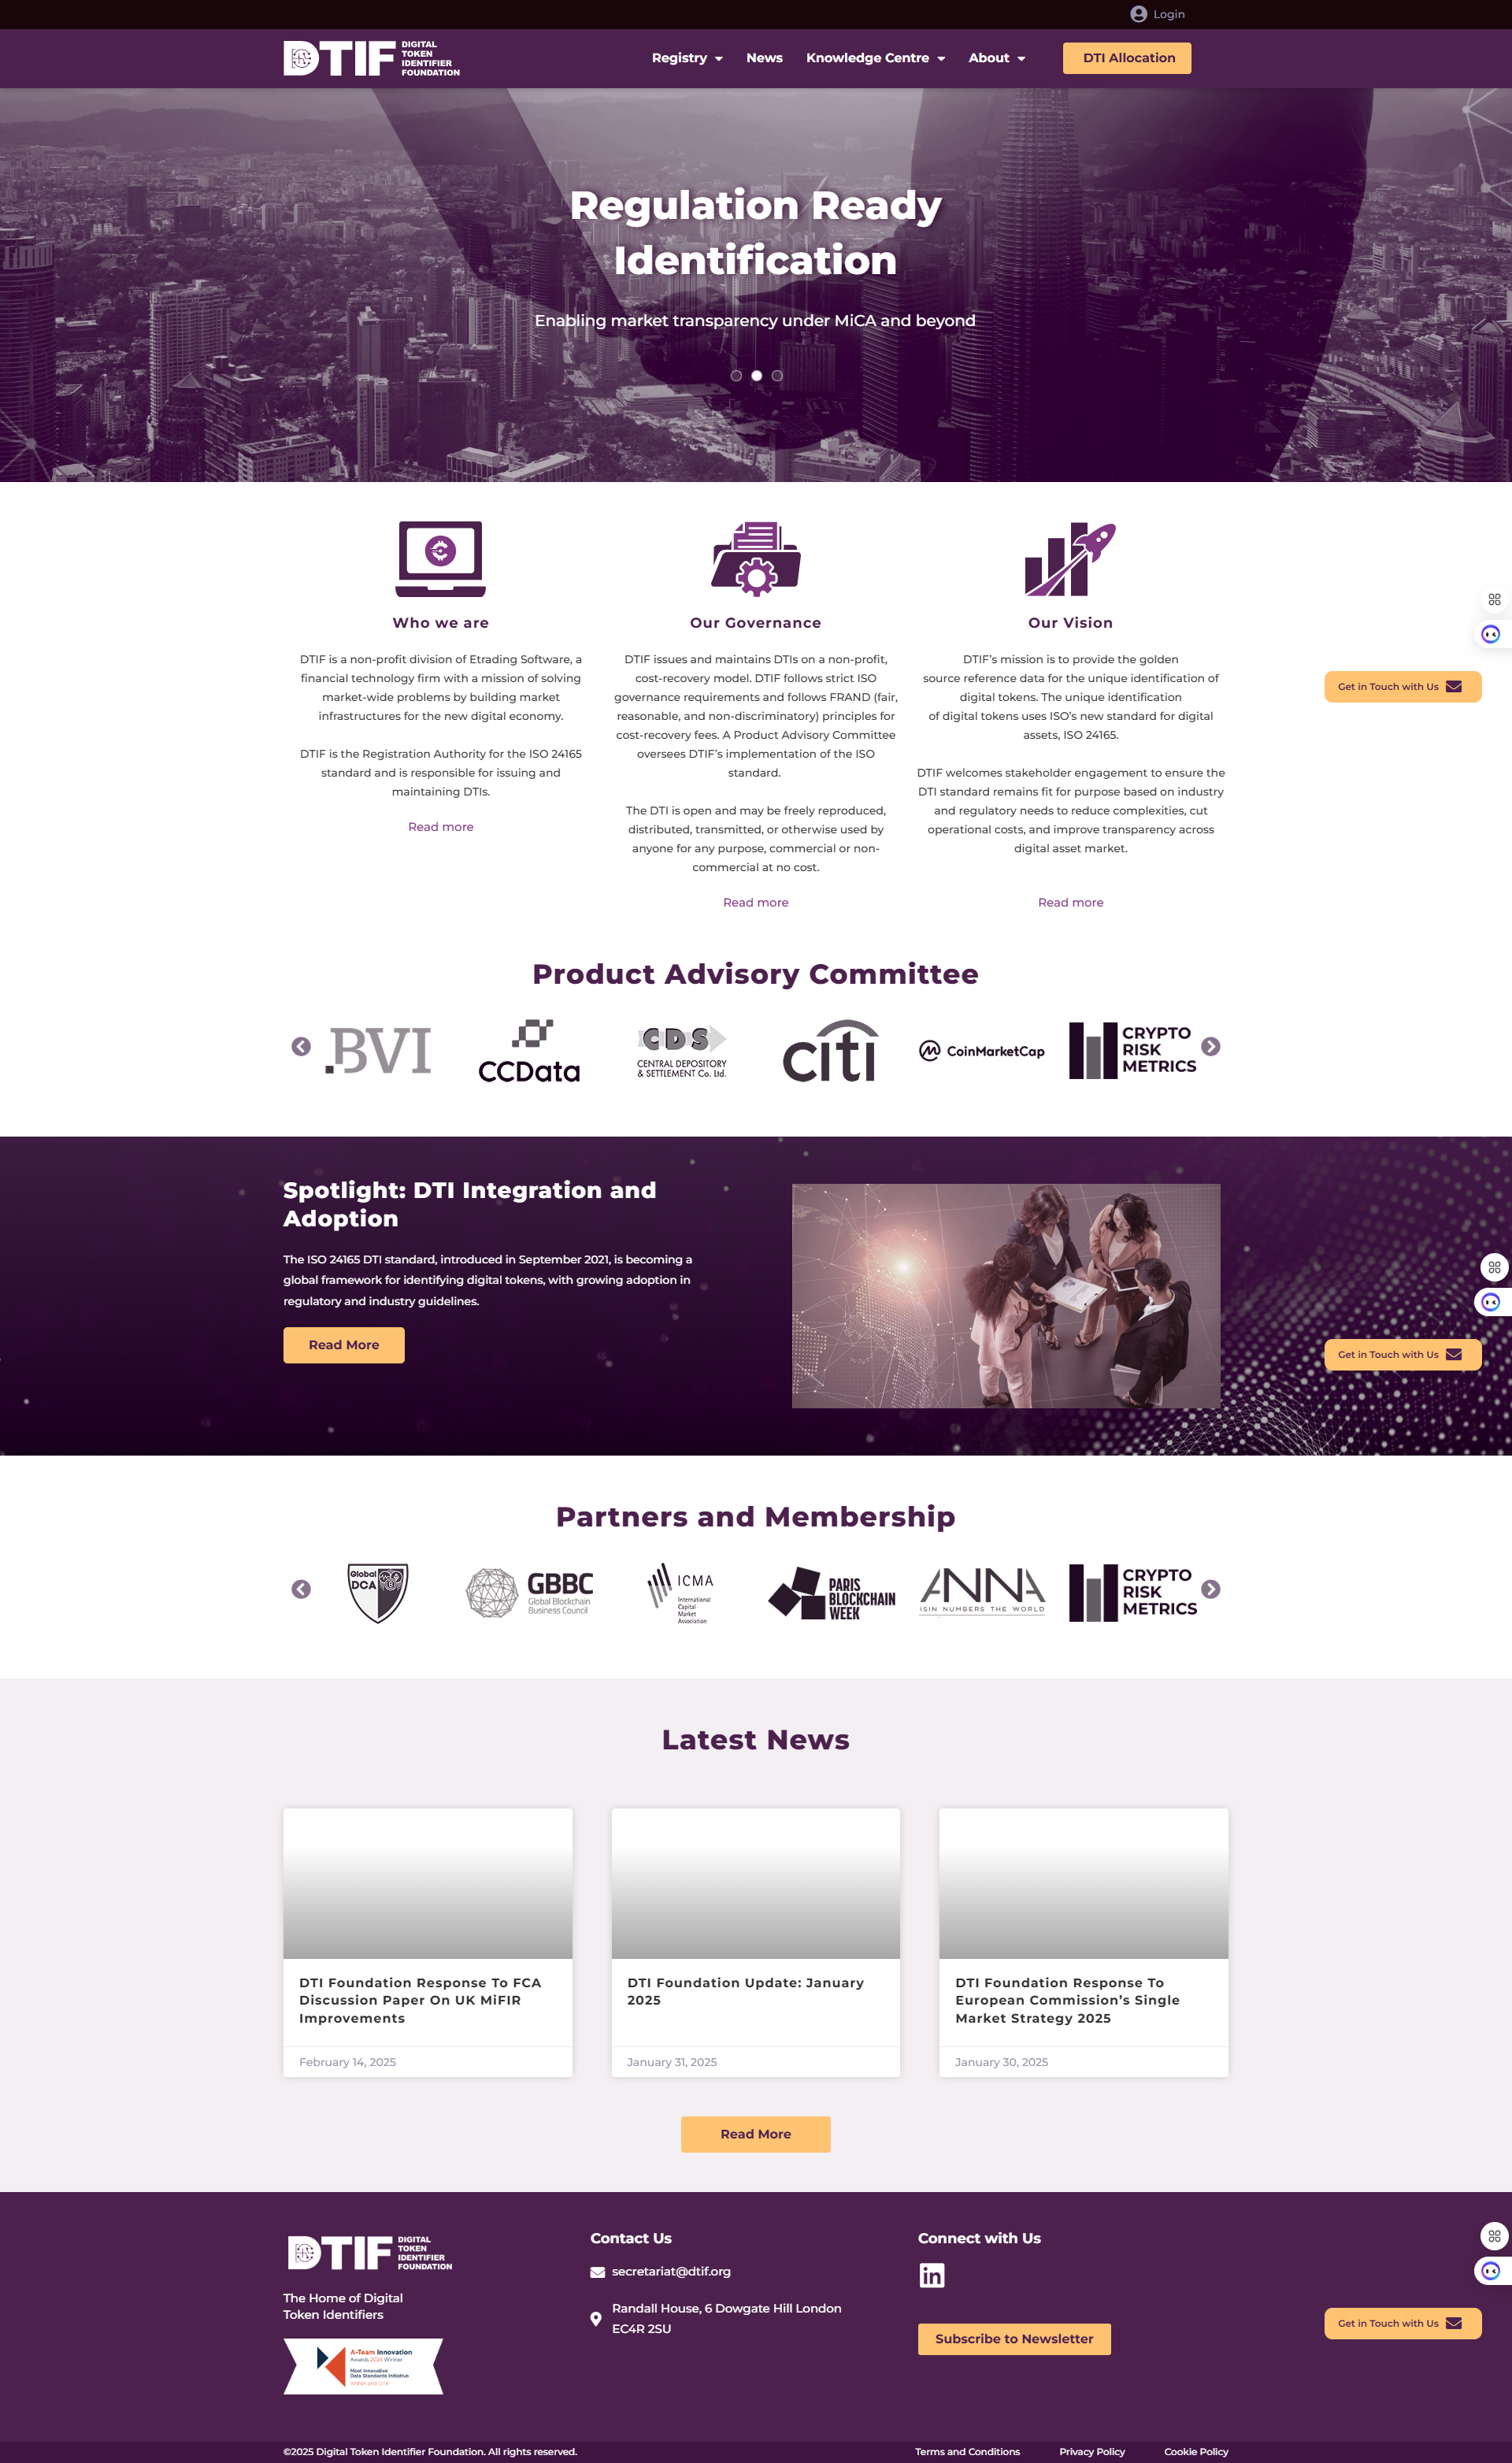 Login
DTIF DIGITAL
TOKEN
IDENTIFIER
FOUNDATION
Registry
News
Knowledge Centre
About
DTI Allocation
Regulation Ready
Identification
Enabling market transparency under MiCA and beyond
Who we are
DTIF is a non-profit division of Etrading Software, a
financial technology firm with a mission of solving
market-wide problems by building market
infrastructures for the new digital economy.
DTIF is the Registration Authority for the ISO 24165
standard and is responsible for issuing and
maintaining DTIs.
Read more
Our Governance
DTIF issues and maintains DTIs on a non-profit,
cost-recovery model. DTIF follows strict ISO
governance requirements and follows FRAND (fair,
reasonable, and non-discriminatory) principles for
cost-recovery fees. A Product Advisory Committee
oversees DTIF’s implementation of the ISO
standard.
The DTI is open and may be freely reproduced,
distributed, transmitted, or otherwise used by
anyone for any purpose, commercial or non-
commercial at no cost.
Read more
Our Vision
DTIF’s mission is to provide the golden
source reference data for the unique identification of
digital tokens. The unique identification
of digital tokens uses ISO’s new standard for digital
assets, ISO 24165.
DTIF welcomes stakeholder engagement to ensure the
DTI standard remains fit for purpose based on industry
and regulatory needs to reduce complexities, cut
operational costs, and improve transparency across
digital asset market.
Read more
Get in Touch with Us
Product Advisory Committee
.BVI
CCData
CDS
CENTRAL DEPOSITORY
& SETTLEMENT Co. Ltd.
citi
CoinMarketCap
CRYPTO
RISK
METRICS
Spotlight: DTI Integration and
Adoption
The ISO 24165 DTI standard, introduced in September 2021, is becoming a
global framework for identifying digital tokens, with growing adoption in
regulatory and industry guidelines.
Read More
Get in Touch with Us
Partners and Membership
Global
DCA
GBBC
Global Blockchain
Business Council
ICMA
International
Capital
Market
Association
PARIS
BLOCKCHAIN
WEEK
ANNA
ISIN NUMBERS THE WORLD
CRYPTO
RISK
METRICS
Latest News
DTI Foundation Response To FCA
Discussion Paper On UK MiFIR
Improvements
February 14, 2025
DTI Foundation Update: January
2025
January 31, 2025
DTI Foundation Response To
European Commission’s Single
Market Strategy 2025
January 30, 2025
Read More
DTIF DIGITAL
TOKEN
IDENTIFIER
FOUNDATION
The Home of Digital
Token Identifiers
A-Team Innovation
Awards 2024 Winner
Most Innovative
Data Standards Initiative
ANNA and DTIF
Contact Us
secretariat@dtif.org
Randall House, 6 Dowgate Hill London
EC4R 2SU
Connect with Us
in
Subscribe to Newsletter
Get in Touch with Us
©2025 Digital Token Identifier Foundation. All rights reserved.
Terms and Conditions
Privacy Policy
Cookie Policy